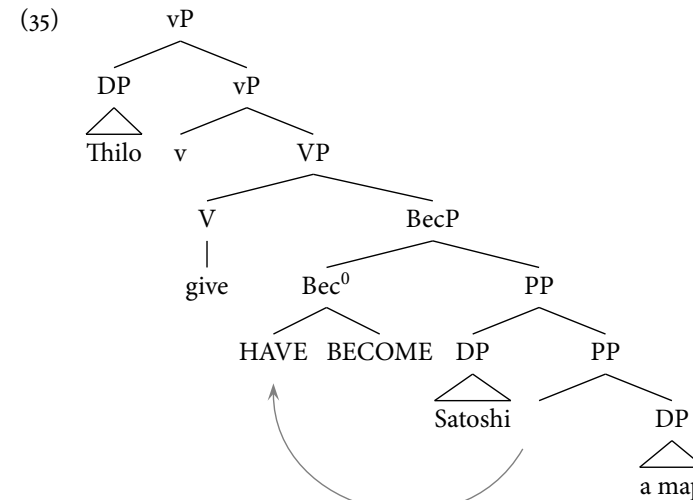 (35) vP
DP vP
Thilo v VP
V BecP
give Bec⁰ PP
HAVE BECOME DP PP
Satoshi DP
a map